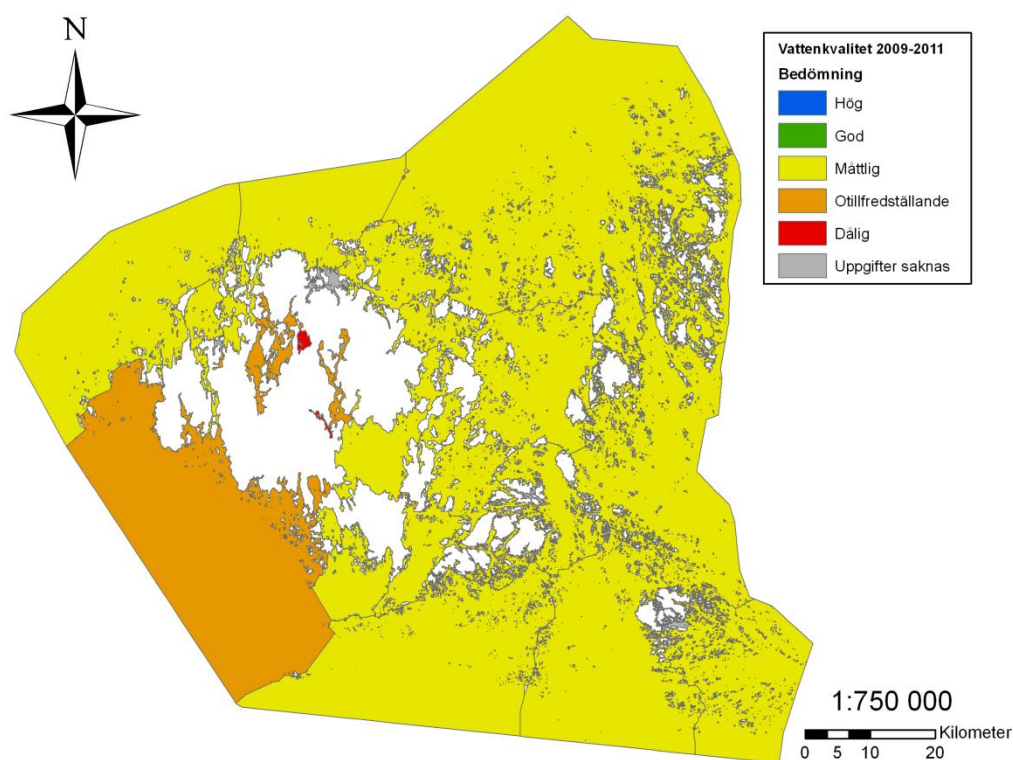 N
Vattenkvalitet 2009-2011
Bedömning
Hög
God
Måttlig
Otillfredställande
Dålig
Uppgifter saknas
1:750 000
Kilometer
0 5 10 20